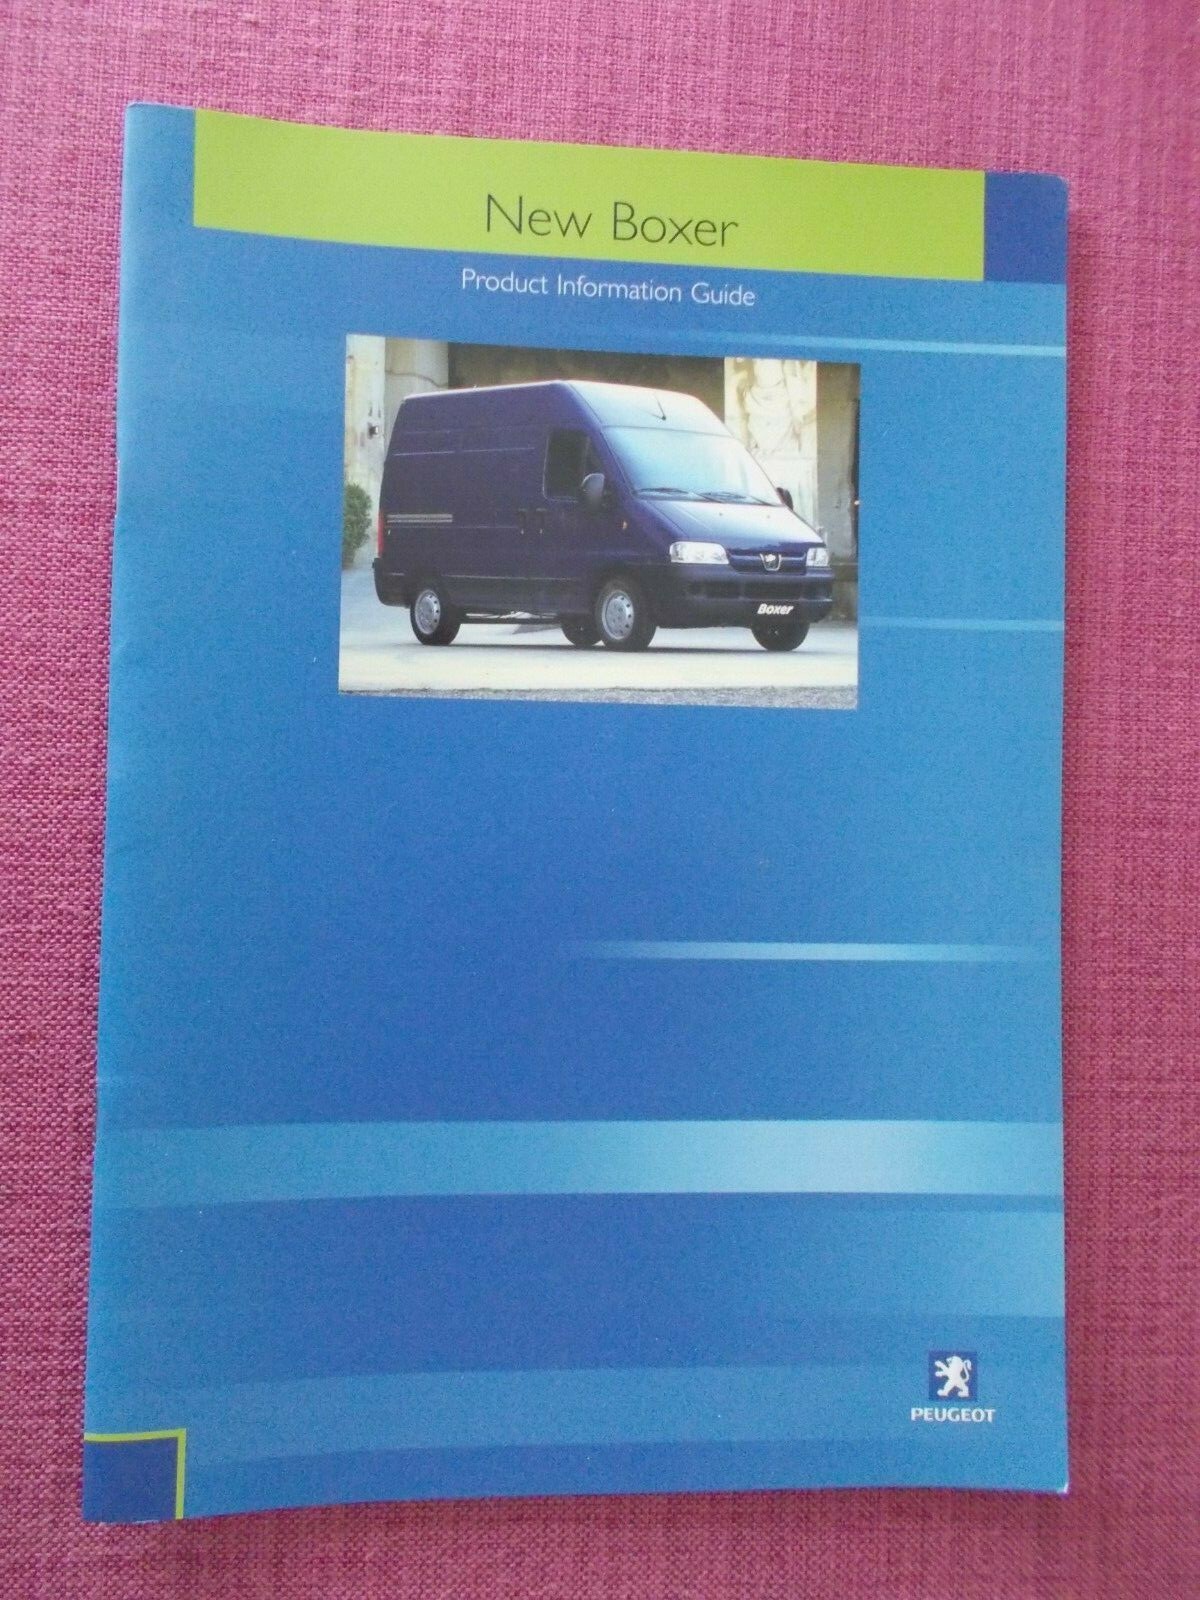 New Boxer
Product Information Guide
Boxer
PEUGEOT